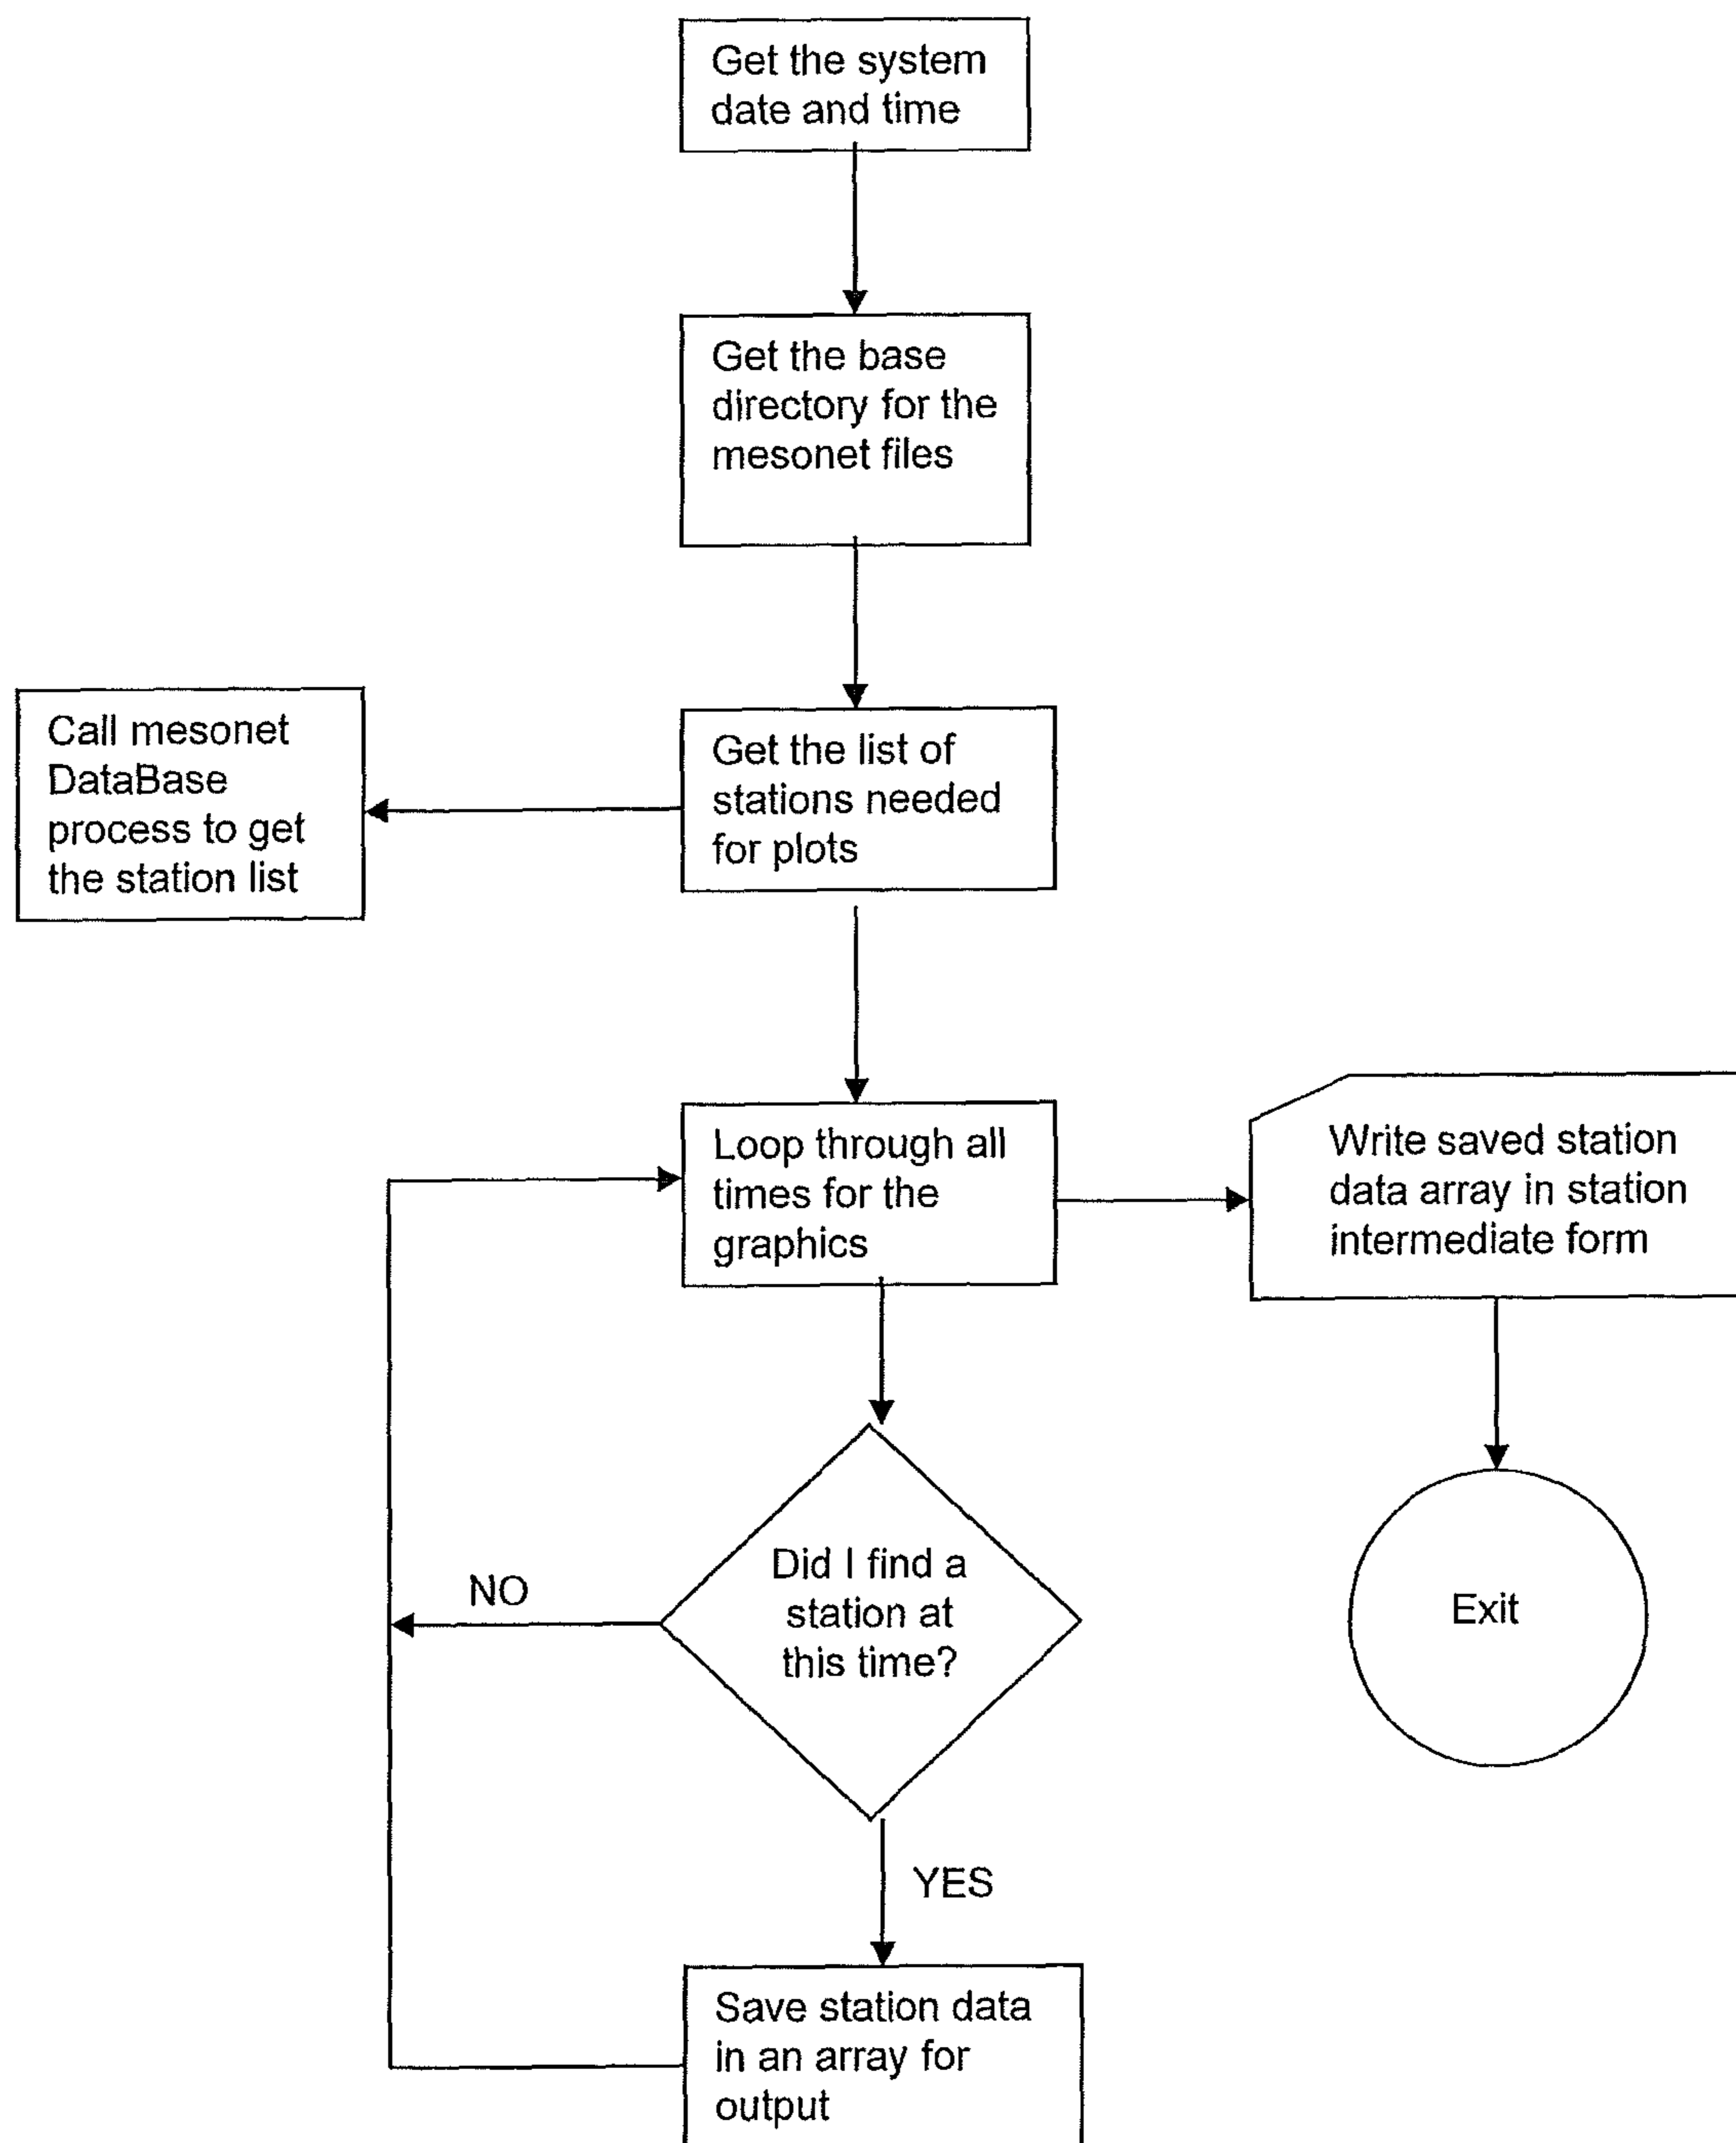 Get the system
date and time
Get the base
directory for the
mesonet files
Call mesonet
DataBase
process to get
the station list
Get the list of
stations needed
for plots
Loop through all
times for the
graphics
Write saved station
data array in station
intermediate form
Did I find a
station at
this time?
NO
Exit
YES
Save station data
in an array for
output